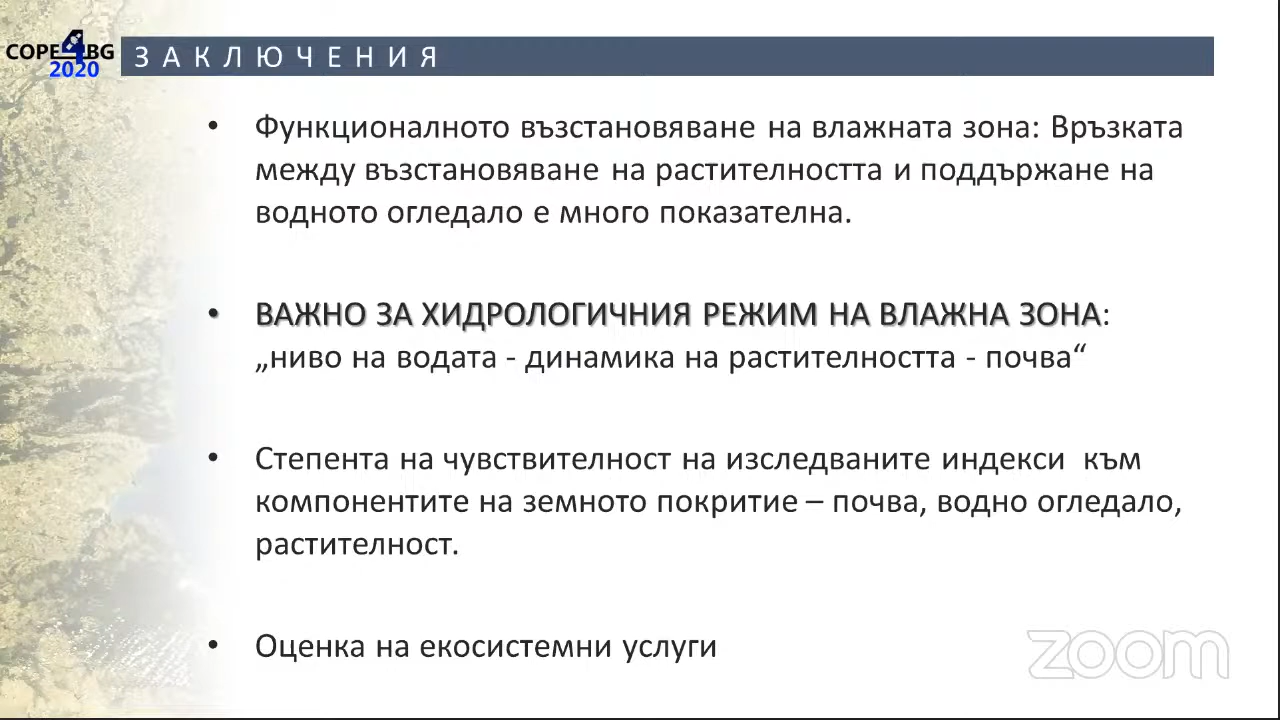 COPE4BG
2020
ЗАКЛЮЧЕНИЯ
• Функционалното възстановяване на влажната зона: Връзката
между възстановяване на растителността и поддържане на
водното огледало е много показателна.
• ВАЖНО ЗА ХИДРОЛОГИЧНИЯ РЕЖИМ НА ВЛАЖНА ЗОНА:
„ниво на водата - динамика на растителността - почва“
• Степента на чувствителност на изследваните индекси към
компонентите на земното покритие – почва, водно огледало,
растителност.
• Оценка на екосистемни услуги
zoom